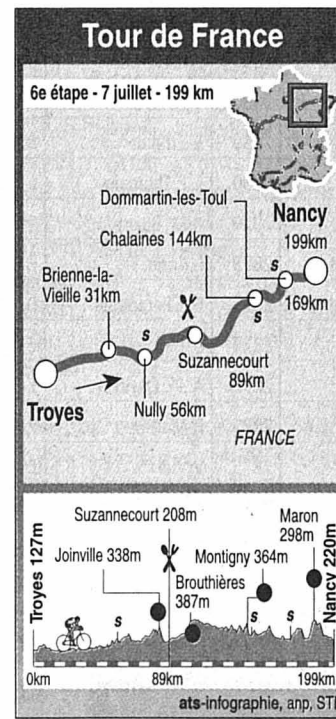 Tour de France
6e étape - 7 juillet - 199 km
Dommartin-les-Toul
Nancy
199km
Chalaines 144km
Brienne-la-
Vieille 31km
s
s
s
169km
Suzannecourt
89km
Troyes
Nully 56km
FRANCE
Suzannecourt 208m
Maron
298m
Troyes 127m
Joinville 338m
Montigny 364m
Brouthières
387m
Nancy 220m
s
s
s
0km
89km
199km
ats-infographie, anp, STI